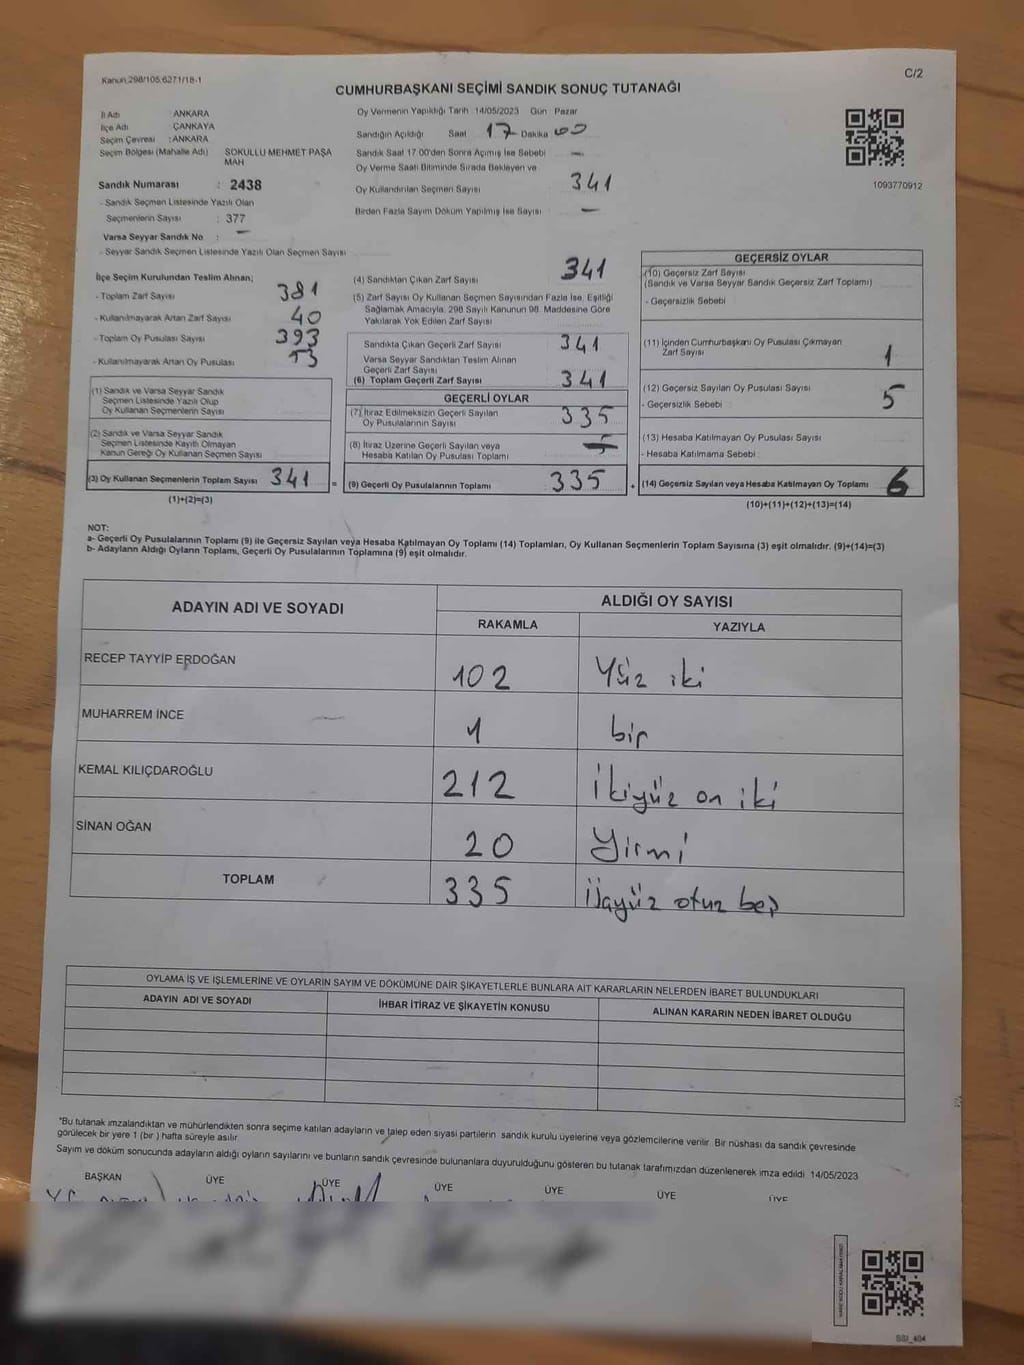 Kanun:298/105,6271/18-1
C/2
CUMHURBAŞKANI SEÇİMİ SANDIK SONUÇ TUTANAĞI
İl Adı : ANKARA
İlçe Adı : ÇANKAYA
Seçim Çevresi : ANKARA
Seçim Bölgesi (Mahalle Adı) SOKULLU MEHMET PAŞA
MAH
Sandık Numarası : 2438
- Sandık Seçmen Listesinde Yazılı Olan
Seçmenlerin Sayısı : 377
Varsa Seyyar Sandık No : -
- Seyyar Sandık Seçmen Listesinde Yazılı Olan Seçmen Sayısı
Oy Vermenin Yapıldığı Tarih 14/05/2023 Gün Pazar
Sandığın Açıldığı Saat 17 Dakika 00
Sandık Saat 17.00'den Sonra Açılmış İse Sebebi -
Oy Verme Saati Bitiminde Sırada Bekleyen ve
Oy Kullandırılan Seçmen Sayısı 341
Birden Fazla Sayım Döküm Yapılmış İse Sayısı -
1093770912
İlçe Seçim Kurulundan Teslim Alınan;
- Toplam Zarf Sayısı 381
- Kullanılmayarak Artan Zarf Sayısı 40
- Toplam Oy Pusulası Sayısı 393
- Kullanılmayarak Artan Oy Pusulası
(1) Sandık ve Varsa Seyyar Sandık
Seçmen Listesinde Yazılı Olup
Oy Kullanan Seçmenlerin Sayısı
(2) Sandık ve Varsa Seyyar Sandık
Seçmen Listesinde Kayıtlı Olmayan
Kanun Gereği Oy Kullanan Seçmen Sayısı
(3) Oy Kullanan Seçmenlerin Toplam Sayısı 341 =
(1)+(2)=(3)
(4) Sandıktan Çıkan Zarf Sayısı 341
(5) Zarf Sayısı Oy Kullanan Seçmen Sayısından Fazla İse, Eşitliği
Sağlamak Amacıyla, 298 Sayılı Kanunun 98. Maddesine Göre
Yakılarak Yok Edilen Zarf Sayısı
Sandıkta Çıkan Geçerli Zarf Sayısı 341
Varsa Seyyar Sandıktan Teslim Alınan
Geçerli Zarf Sayısı
(6) Toplam Geçerli Zarf Sayısı 341
GEÇERLİ OYLAR
(7) İtiraz Edilmeksizin Geçerli Sayılan
Oy Pusulalarının Sayısı 335
(8) İtiraz Üzerine Geçerli Sayılan veya
Hesaba Katılan Oy Pusulası Toplamı
(9) Geçerli Oy Pusulalarının Toplamı 335 +
GEÇERSİZ OYLAR
(10) Geçersiz Zarf Sayısı
(Sandık ve Varsa Seyyar Sandık Geçersiz Zarf Toplamı)
- Geçersizlik Sebebi
(11) İçinden Cumhurbaşkanı Oy Pusulası Çıkmayan
Zarf Sayısı 1
(12) Geçersiz Sayılan Oy Pusulası Sayısı 5
- Geçersizlik Sebebi :
(13) Hesaba Katılmayan Oy Pusulası Sayısı
- Hesaba Katılmama Sebebi :
(14) Geçersiz Sayılan veya Hesaba Katılmayan Oy Toplamı 6
(10)+(11)+(12)+(13)=(14)
NOT:
a- Geçerli Oy Pusulalarının Toplamı (9) ile Geçersiz Sayılan veya Hesaba Katılmayan Oy Toplamı (14) Toplamları, Oy Kullanan Seçmenlerin Toplam Sayısına (3) eşit olmalıdır. (9)+(14)=(3)
b- Adayların Aldığı Oyların Toplamı, Geçerli Oy Pusulalarının Toplamına (9) eşit olmalıdır.
ADAYIN ADI VE SOYADI
ALDIĞI OY SAYISI
RAKAMLA YAZIYLA
RECEP TAYYİP ERDOĞAN 102 Yüz iki
MUHARREM İNCE 1 bir
KEMAL KILIÇDAROĞLU 212 İkiyüz on iki
SİNAN OĞAN 20 Yirmi
TOPLAM 335 Üçyüz otuz beş
OYLAMA İŞ VE İŞLEMLERİNE VE OYLARIN SAYIM VE DÖKÜMÜNE DAİR ŞİKAYETLERLE BUNLARA AİT KARARLARIN NELERDEN İBARET BULUNDUKLARI
ADAYIN ADI VE SOYADI İHBAR İTİRAZ VE ŞİKAYETİN KONUSU ALINAN KARARIN NEDEN İBARET OLDUĞU
*Bu tutanak imzalandıktan ve mühürlendikten sonra seçime katılan adayların ve talep eden siyasi partilerin sandık kurulu üyelerine veya gözlemcilerine verilir. Bir nüshası da sandık çevresinde
görülecek bir yere 1 (bir ) hafta süreyle asılır.
Sayım ve döküm sonucunda adayların aldığı oyların sayılarını ve bunların sandık çevresinde bulunanlara duyurulduğunu gösteren bu tutanak tarafımızdan düzenlenerek imza edildi 14/05/2023
BAŞKAN ÜYE ÜYE ÜYE ÜYE ÜYE ÜYE